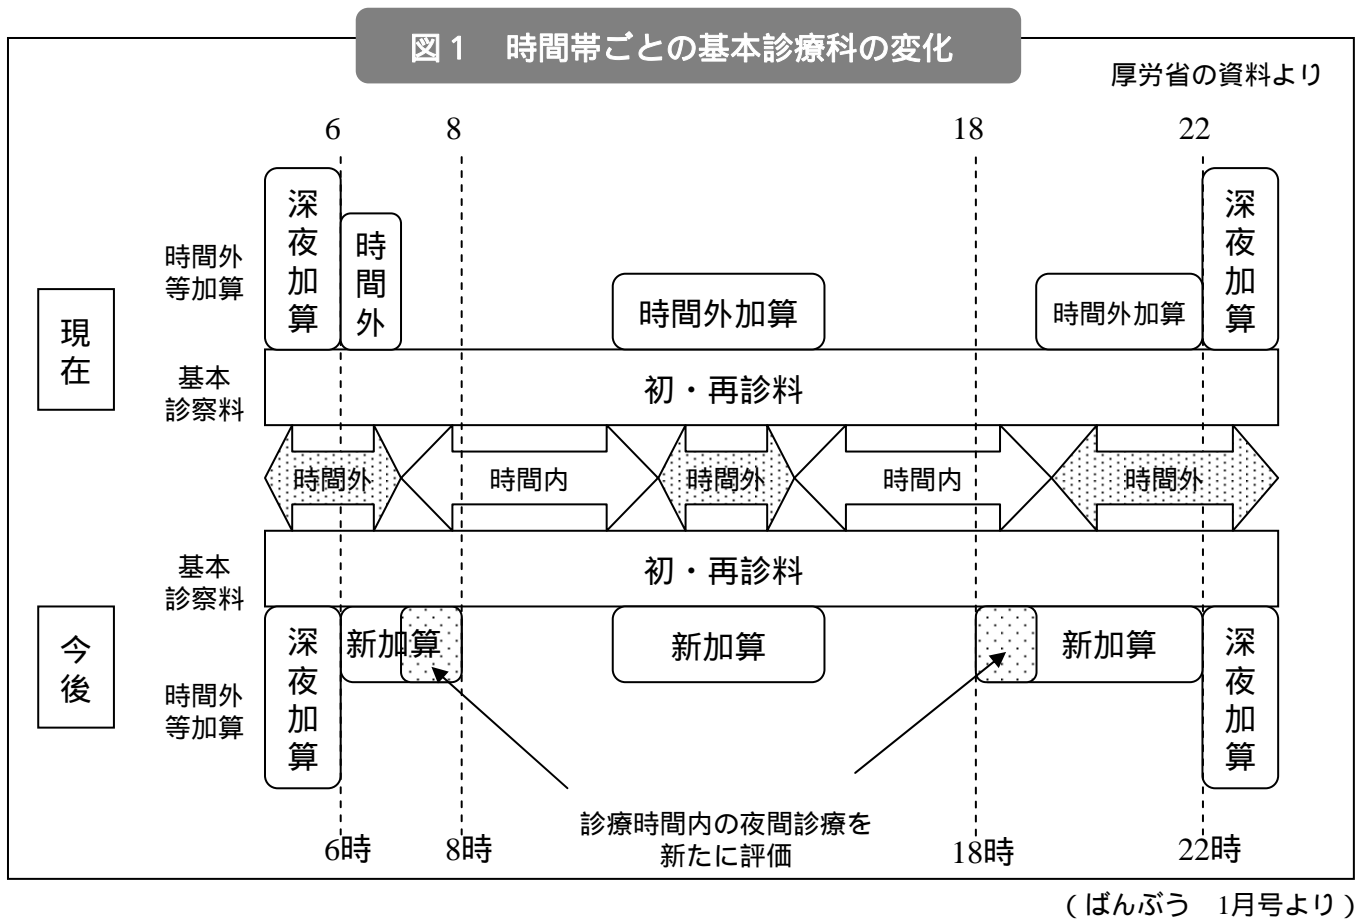 図１　時間帯ごとの基本診療科の変化
厚労省の資料より
6
8
18
22
現在
時間外
等加算
深夜加算
時間外
時間外加算
時間外加算
深夜加算
基本
診察料
初・再診料
時間外
時間内
時間外
時間内
時間外
基本
診察料
初・再診料
今後
時間外
等加算
深夜加算
新加算
新加算
新加算
深夜加算
診療時間内の夜間診療を
新たに評価
6時
8時
18時
22時
（ばんぶう　1月号より）